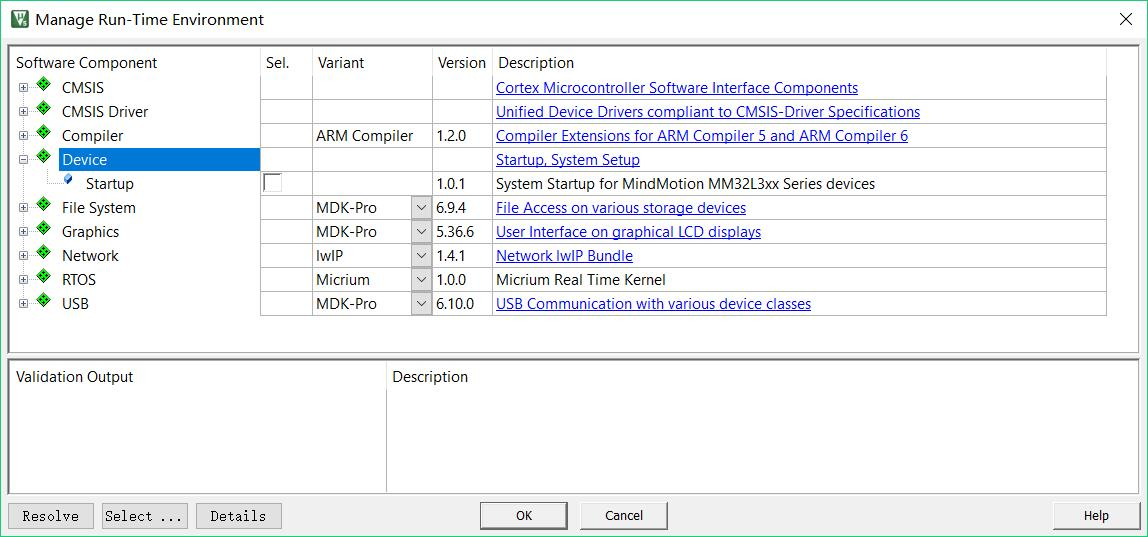 Manage Run-Time Environment
Software Component Sel. Variant Version Description
CMSIS Cortex Microcontroller Software Interface Components
CMSIS Driver Unified Device Drivers compliant to CMSIS-Driver Specifications
Compiler ARM Compiler 1.2.0 Compiler Extensions for ARM Compiler 5 and ARM Compiler 6
Device Startup, System Setup
Startup 1.0.1 System Startup for MindMotion MM32L3xx Series devices
File System MDK-Pro 6.9.4 File Access on various storage devices
Graphics MDK-Pro 5.36.6 User Interface on graphical LCD displays
Network lwIP 1.4.1 Network lwIP Bundle
RTOS Micrium 1.0.0 Micrium Real Time Kernel
USB MDK-Pro 6.10.0 USB Communication with various device classes
Validation Output Description
Resolve Select ... Details OK Cancel Help